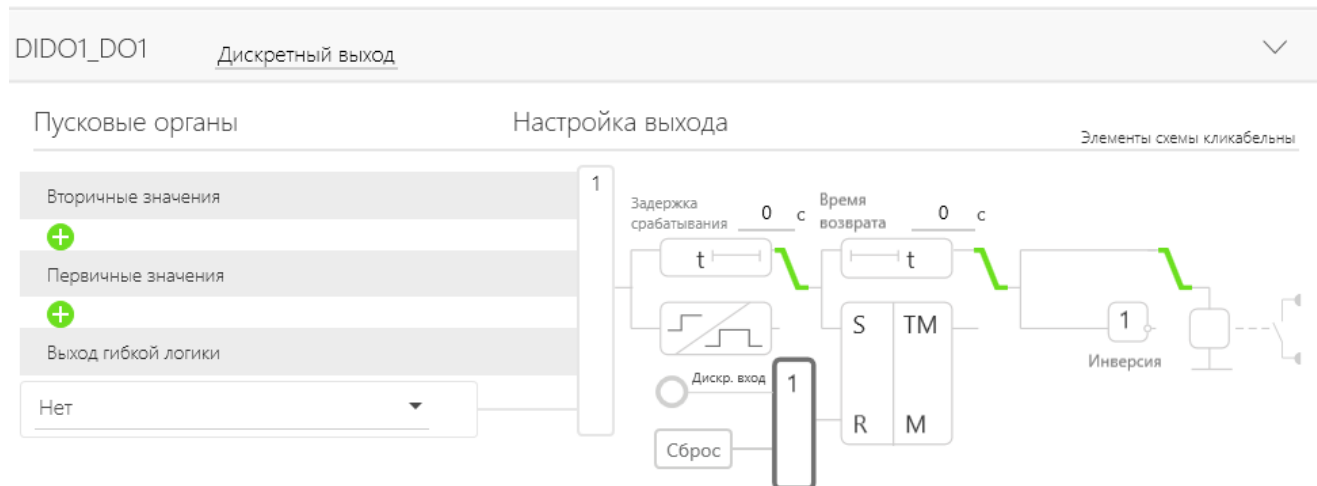 DIDO1_DO1 Дискретный выход
Пусковые органы Настройка выхода Элементы схемы кликабельны
Вторичные значения
Первичные значения
Выход гибкой логики
Нет
1
Задержка
срабатывания 0 с
Время
возврата 0 с
t
t
S TM
R M
Дискр. вход
1
Сброс
1
Инверсия